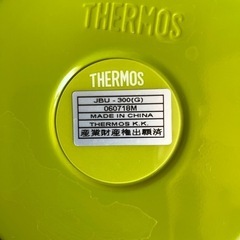 THERMOS
THERMOS
JBU - 300(G)
060718M
MADE IN CHINA
THERMOS K.K.
産業財産権出願済